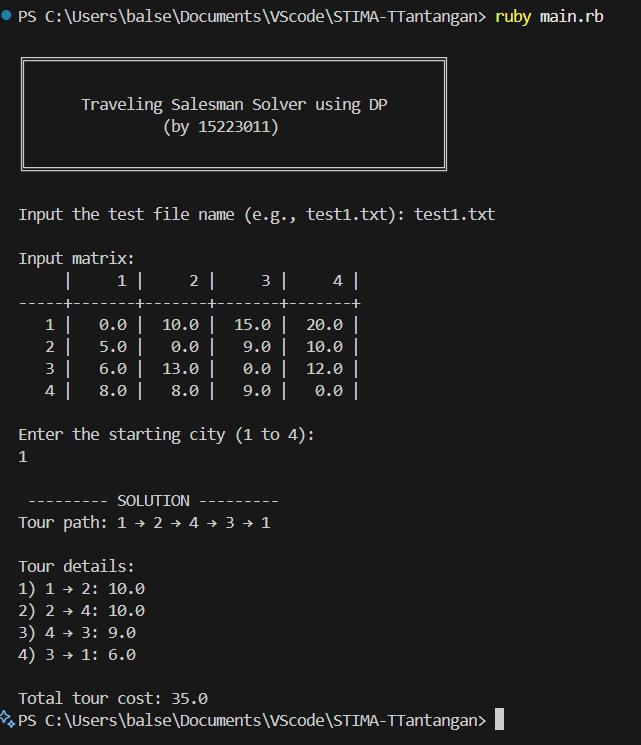 PS C:\Users\balse\Documents\VScode\STIMA-TTantangan> ruby main.rb
Traveling Salesman Solver using DP
(by 15223011)
Input the test file name (e.g., test1.txt): test1.txt
Input matrix:
     |     1 |     2 |     3 |     4 |
-----+-------+-------+-------+-------+
   1 |   0.0 |  10.0 |  15.0 |  20.0 |
   2 |   5.0 |   0.0 |   9.0 |  10.0 |
   3 |   6.0 |  13.0 |   0.0 |  12.0 |
   4 |   8.0 |   8.0 |   9.0 |   0.0 |
Enter the starting city (1 to 4):
1
--------- SOLUTION ---------
Tour path: 1 → 2 → 4 → 3 → 1
Tour details:
1) 1 → 2: 10.0
2) 2 → 4: 10.0
3) 4 → 3: 9.0
4) 3 → 1: 6.0
Total tour cost: 35.0
PS C:\Users\balse\Documents\VScode\STIMA-TTantangan>